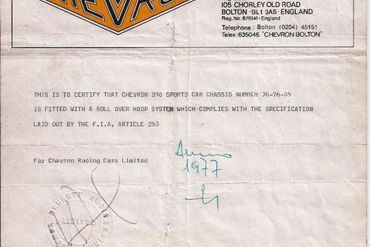 CHEVRON
105 CHORLEY OLD ROAD
BOLTON · BL1 3AS · ENGLAND
Reg. No. 876141 - England
Telephone: Bolton (0204) 45151
Telex: 635045 "CHEVRON BOLTON"
THIS IS TO CERTIFY THAT CHEVRON B36 SPORTS CAR CHASSIS NUMBER 36-76-05
IS FITTED WITH A ROLL OVER HOOP SYSTEM WHICH COMPLIES WITH THE SPECIFICATION
LAID OUT BY THE F.I.A. ARTICLE 293
For Chevron Racing Cars Limited
1977
LIMITED